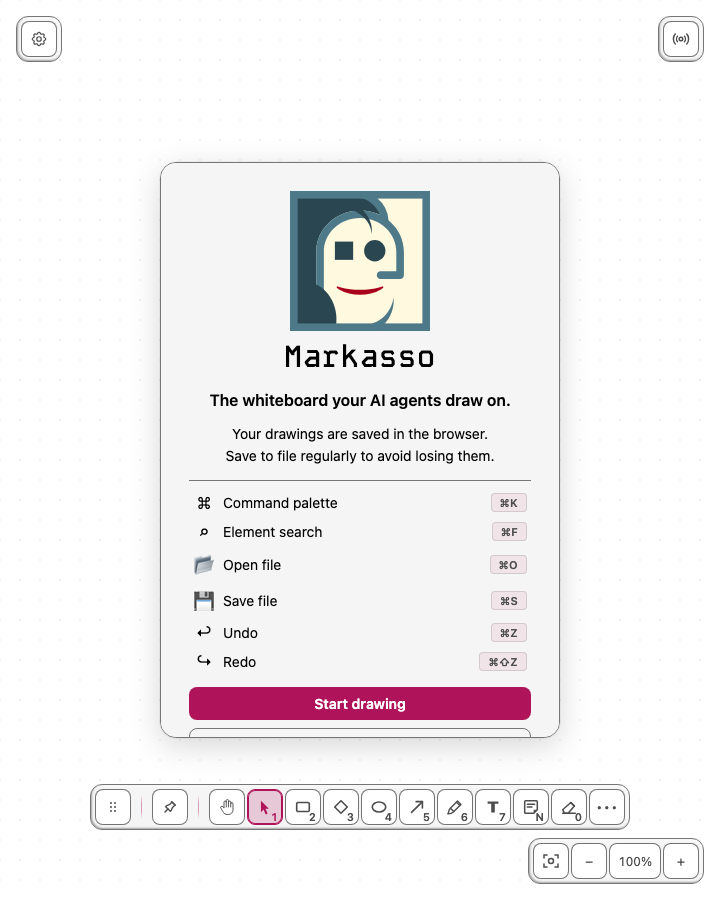 Markasso
The whiteboard your AI agents draw on.
Your drawings are saved in the browser.
Save to file regularly to avoid losing them.
⌘ Command palette ⌘K
Element search ⌘F
Open file ⌘O
Save file ⌘S
Undo ⌘Z
Redo ⌘⇧Z
Start drawing
1 2 3 4 5 6 T 7 N 0 ···
− 100% +